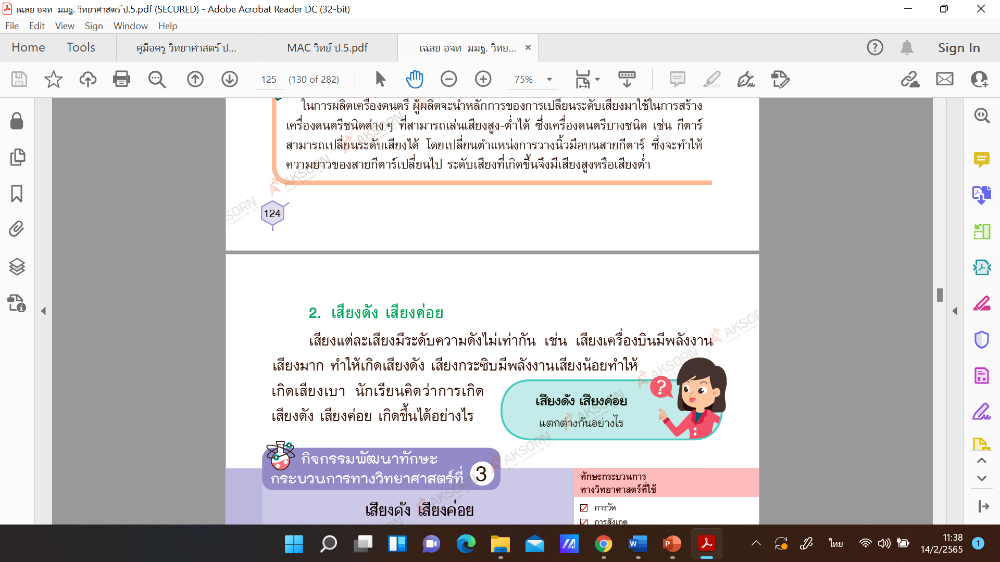 เฉลย อจท  มมฐ. วิทยาศาสตร์ ป.5.pdf (SECURED) - Adobe Acrobat Reader DC (32-bit)
File Edit View Sign Window Help
Home Tools คู่มือครู วิทยาศาสตร์ ป... MAC วิทย์ ป.5.pdf เฉลย อจท  มมฐ. วิทย... Sign In
125 (130 of 282) 75%
ในการผลิตเครื่องดนตรี ผู้ผลิตจะนำหลักการของการเปลี่ยนระดับเสียงมาใช้ในการสร้าง
เครื่องดนตรีชนิดต่าง ๆ ที่สามารถเล่นเสียงสูง-ต่ำได้ ซึ่งเครื่องดนตรีบางชนิด เช่น กีตาร์
สามารถเปลี่ยนระดับเสียงได้ โดยเปลี่ยนตำแหน่งการวางนิ้วมือบนสายกีตาร์ ซึ่งจะทำให้
ความยาวของสายกีตาร์เปลี่ยนไป ระดับเสียงที่เกิดขึ้นจึงมีเสียงสูงหรือเสียงต่ำ
124
2. เสียงดัง เสียงค่อย
เสียงแต่ละเสียงมีระดับความดังไม่เท่ากัน เช่น เสียงเครื่องบินมีพลังงาน
เสียงมาก ทำให้เกิดเสียงดัง เสียงกระซิบมีพลังงานเสียงน้อยทำให้
เกิดเสียงเบา นักเรียนคิดว่าการเกิด
เสียงดัง เสียงค่อย เกิดขึ้นได้อย่างไร
?
เสียงดัง เสียงค่อย
แตกต่างกันอย่างไร
กิจกรรมพัฒนาทักษะ
กระบวนการทางวิทยาศาสตร์ที่ 3
เสียงดัง เสียงค่อย
ทักษะกระบวนการ
ทางวิทยาศาสตร์ที่ใช้
การวัด
การสังเกต
AKSORN
Aksorn Charoen Tat ACT
ไทย
11:38
14/2/2565
1